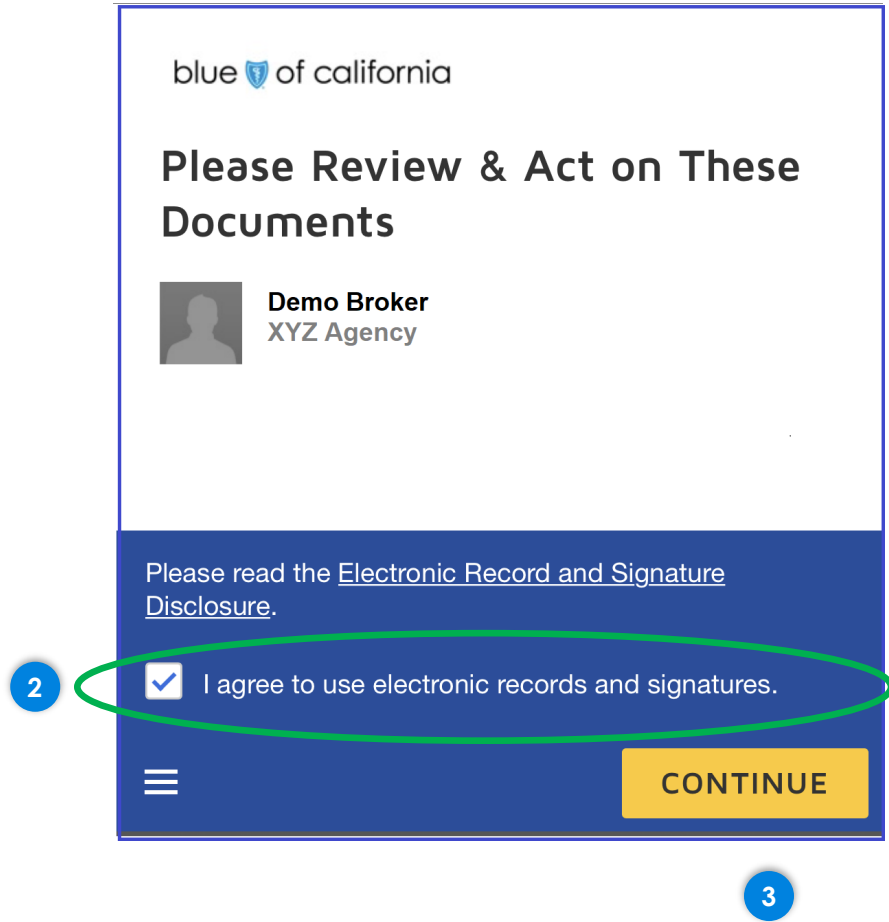 blue of california
Please Review & Act on These
Documents
Demo Broker
XYZ Agency
Please read the Electronic Record and Signature
Disclosure.
2
I agree to use electronic records and signatures.
CONTINUE
3